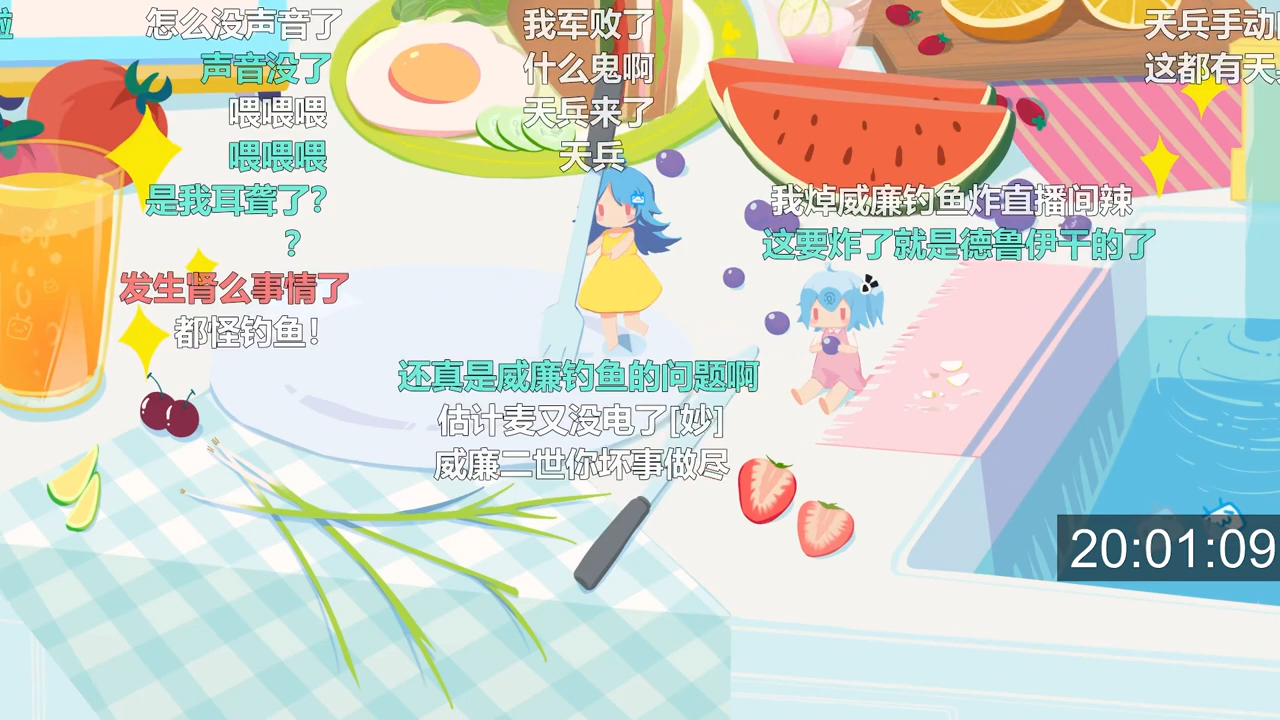 啦
怎么没声音了
声音没了
喂喂喂
喂喂喂
是我耳聋了?
?
发生肾么事情了
都怪钓鱼!
我军败了
什么鬼啊
天兵来了
天兵
天兵手动
这都有天
我焯威廉钓鱼炸直播间辣
这要炸了就是德鲁伊干的了
还真是威廉钓鱼的问题啊
估计麦又没电了[妙]
威廉二世你坏事做尽
20:01:09